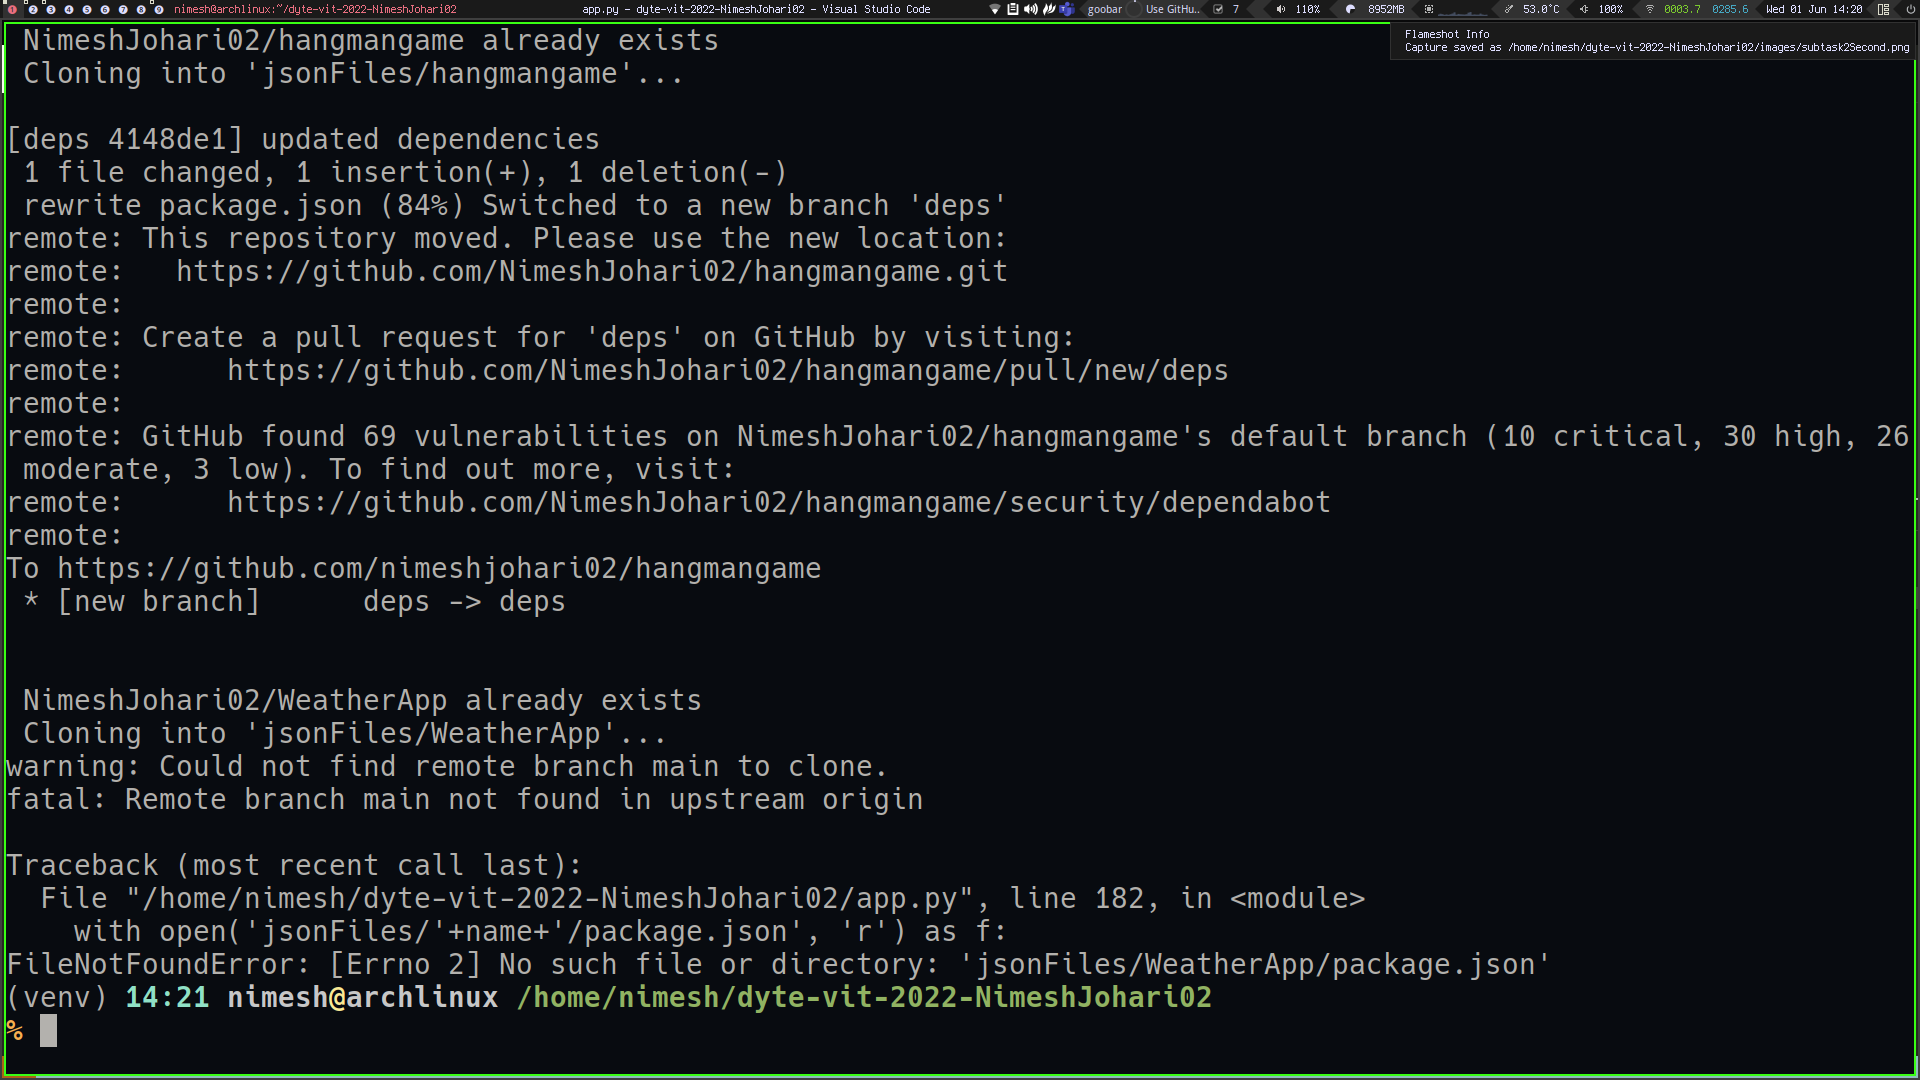 1 2 3 4 5 6 7 8 9 nimesh@archlinux:~/dyte-vit-2022-NimeshJohari02 app.py - dyte-vit-2022-NimeshJohari02 - Visual Studio Code goobar Use GitHu.. 7 110% 8952MB 53.0°C 100% 0003.7 0285.6 Wed 01 Jun 14:20
Flameshot Info
Capture saved as /home/nimesh/dyte-vit-2022-NimeshJohari02/images/subtask2Second.png
NimeshJohari02/hangmangame already exists
Cloning into 'jsonFiles/hangmangame'...
[deps 4148de1] updated dependencies
1 file changed, 1 insertion(+), 1 deletion(-)
rewrite package.json (84%) Switched to a new branch 'deps'
remote: This repository moved. Please use the new location:
remote:   https://github.com/NimeshJohari02/hangmangame.git
remote:
remote: Create a pull request for 'deps' on GitHub by visiting:
remote:      https://github.com/NimeshJohari02/hangmangame/pull/new/deps
remote:
remote: GitHub found 69 vulnerabilities on NimeshJohari02/hangmangame's default branch (10 critical, 30 high, 26
moderate, 3 low). To find out more, visit:
remote:      https://github.com/NimeshJohari02/hangmangame/security/dependabot
remote:
To https://github.com/nimeshjohari02/hangmangame
* [new branch]      deps -> deps
NimeshJohari02/WeatherApp already exists
Cloning into 'jsonFiles/WeatherApp'...
warning: Could not find remote branch main to clone.
fatal: Remote branch main not found in upstream origin
Traceback (most recent call last):
File "/home/nimesh/dyte-vit-2022-NimeshJohari02/app.py", line 182, in <module>
with open('jsonFiles/'+name+'/package.json', 'r') as f:
FileNotFoundError: [Errno 2] No such file or directory: 'jsonFiles/WeatherApp/package.json'
(venv) 14:21 nimesh@archlinux /home/nimesh/dyte-vit-2022-NimeshJohari02
%